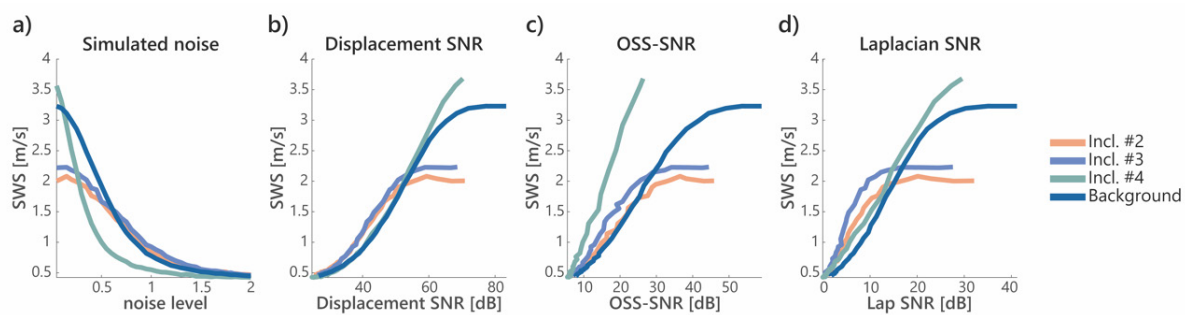 a)
Simulated noise
SWS [m/s]
4
3.5
3
2.5
2
1.5
1
0.5
0.5
1
1.5
2
noise level
b)
Displacement SNR
SWS [m/s]
4
3.5
3
2.5
2
1.5
1
0.5
40
60
80
Displacement SNR [dB]
c)
OSS-SNR
SWS [m/s]
4
3.5
3
2.5
2
1.5
1
0.5
10
20
30
40
50
OSS-SNR [dB]
d)
Laplacian SNR
SWS [m/s]
4
3.5
3
2.5
2
1.5
1
0.5
0
10
20
30
40
Lap SNR [dB]
Incl. #2
Incl. #3
Incl. #4
Background